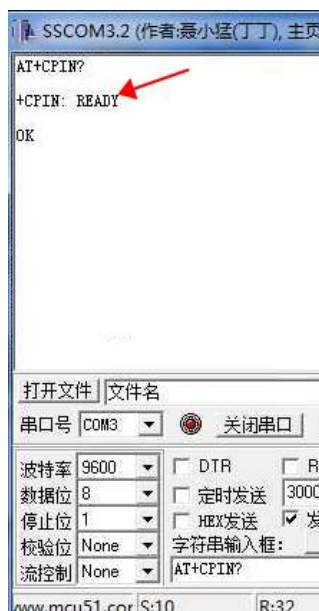 SSCOM3.2 (作者:聂小猛(丁丁), 主页
AT+CPIN?
+CPIN: READY
OK
打开文件 文件名
串口号 COM3 关闭串口
波特率 9600 DTR R
数据位 8 定时发送 3000
停止位 1 HEX发送 发
校验位 None 字符串输入框:
流控制 None AT+CPIN?
www.mcu51.cor S:10 R:32